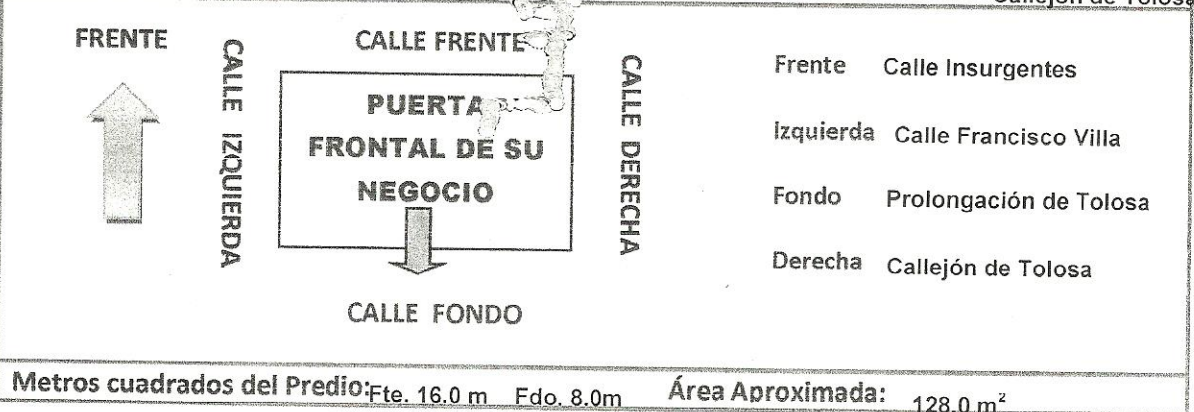 Callejón de Tolosa
FRENTE
CALLE IZQUIERDA
CALLE FRENTE
PUERTA
FRONTAL DE SU
NEGOCIO
CALLE DERECHA
CALLE FONDO
Frente Calle Insurgentes
Izquierda Calle Francisco Villa
Fondo Prolongación de Tolosa
Derecha Callejón de Tolosa
Metros cuadrados del Predio: Fte. 16.0 m Fdo. 8.0m Área Aproximada: 128.0 m²